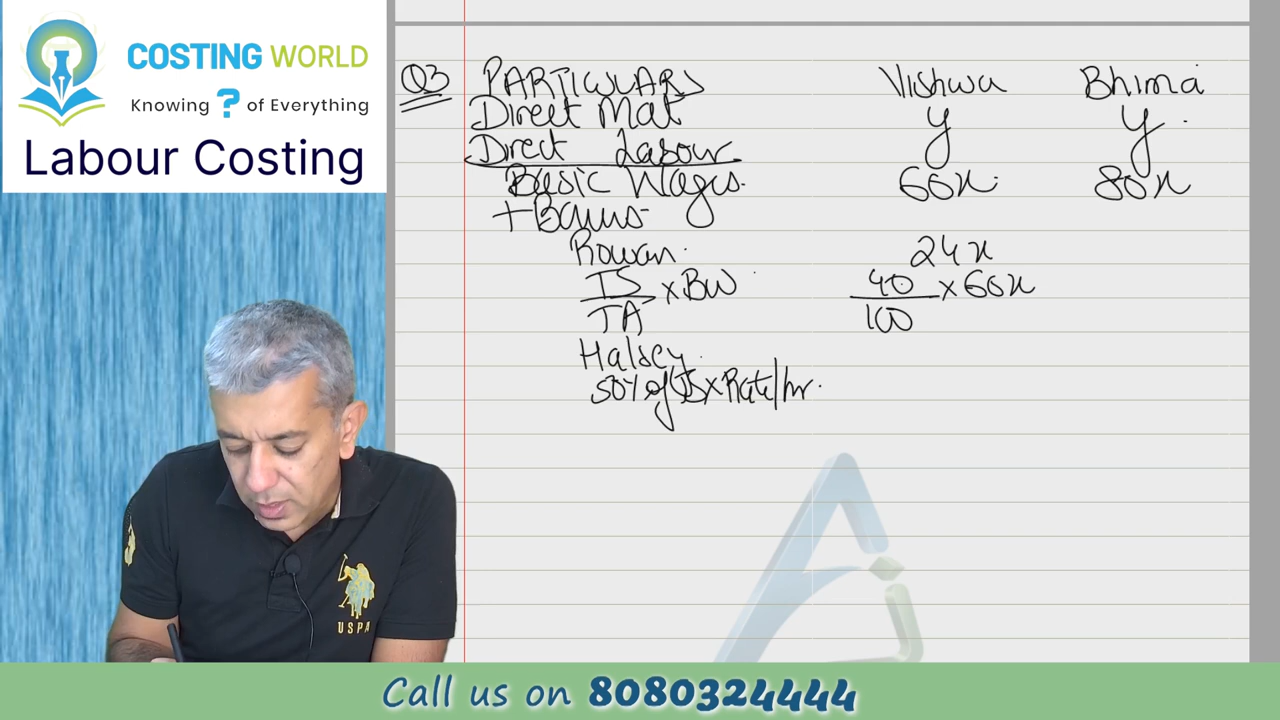 COSTING WORLD
Knowing ? of Everything
Labour Costing
Q3 PARTICULARS Vishwa Bhima
Direct Mat y y
Direct Labour
Basic Wages. 60x 80x
+ Bonus
Rowan 24x
TS/TA × BW 40/100 × 60x
Halsey
50% of TS × Rate/hr.
USPA
Call us on 8080324444